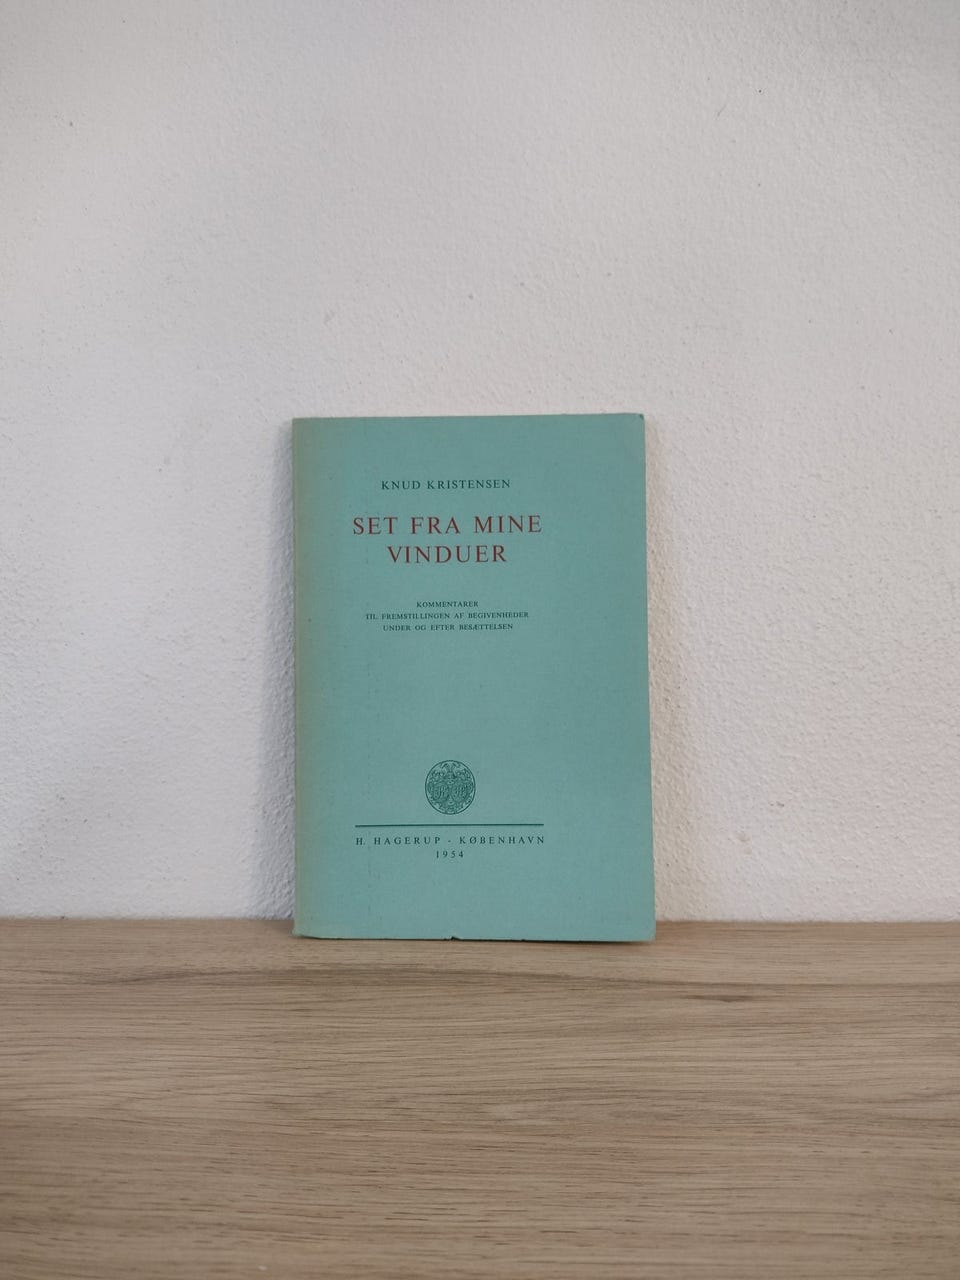 KNUD KRISTENSEN
SET FRA MINE
VINDUER
KOMMENTARER
TIL FREMSTILLINGEN AF BEGIVENHEDER
UNDER OG EFTER BESÆTTELSEN
H. HAGERUP - KØBENHAVN
1954